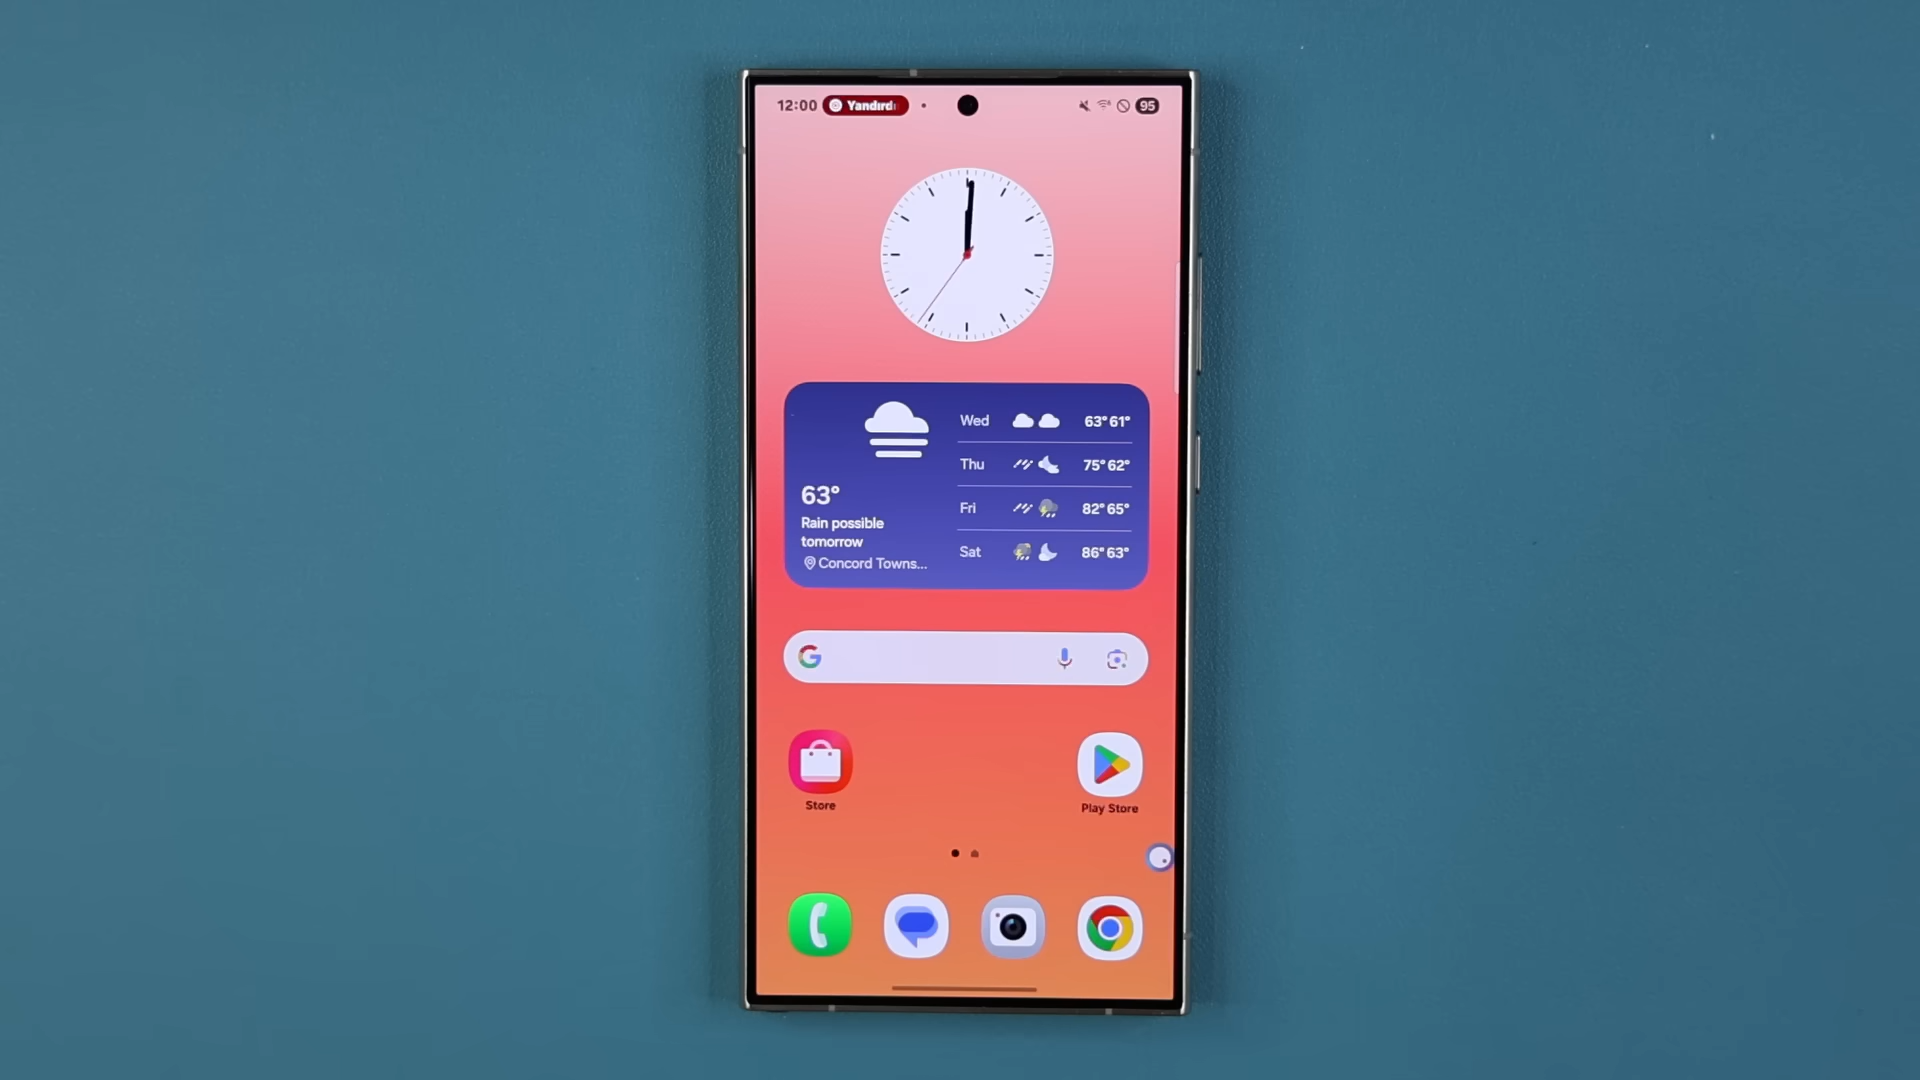 12:00 Yandırdı 95
Wed 63° 61°
Thu 75° 62°
Fri 82° 65°
Sat 86° 63°
63°
Rain possible
tomorrow
Concord Towns...
G
Store
Play Store